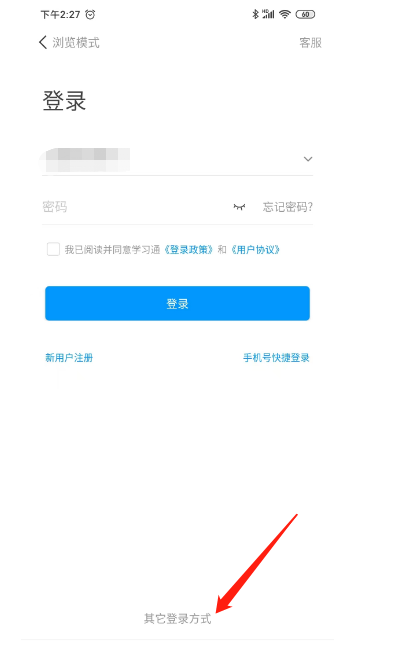 下午2:27 HD 60
浏览模式 客服
登录
密码 忘记密码?
我已阅读并同意学习通《登录政策》和《用户协议》
登录
新用户注册 手机号快捷登录
其它登录方式